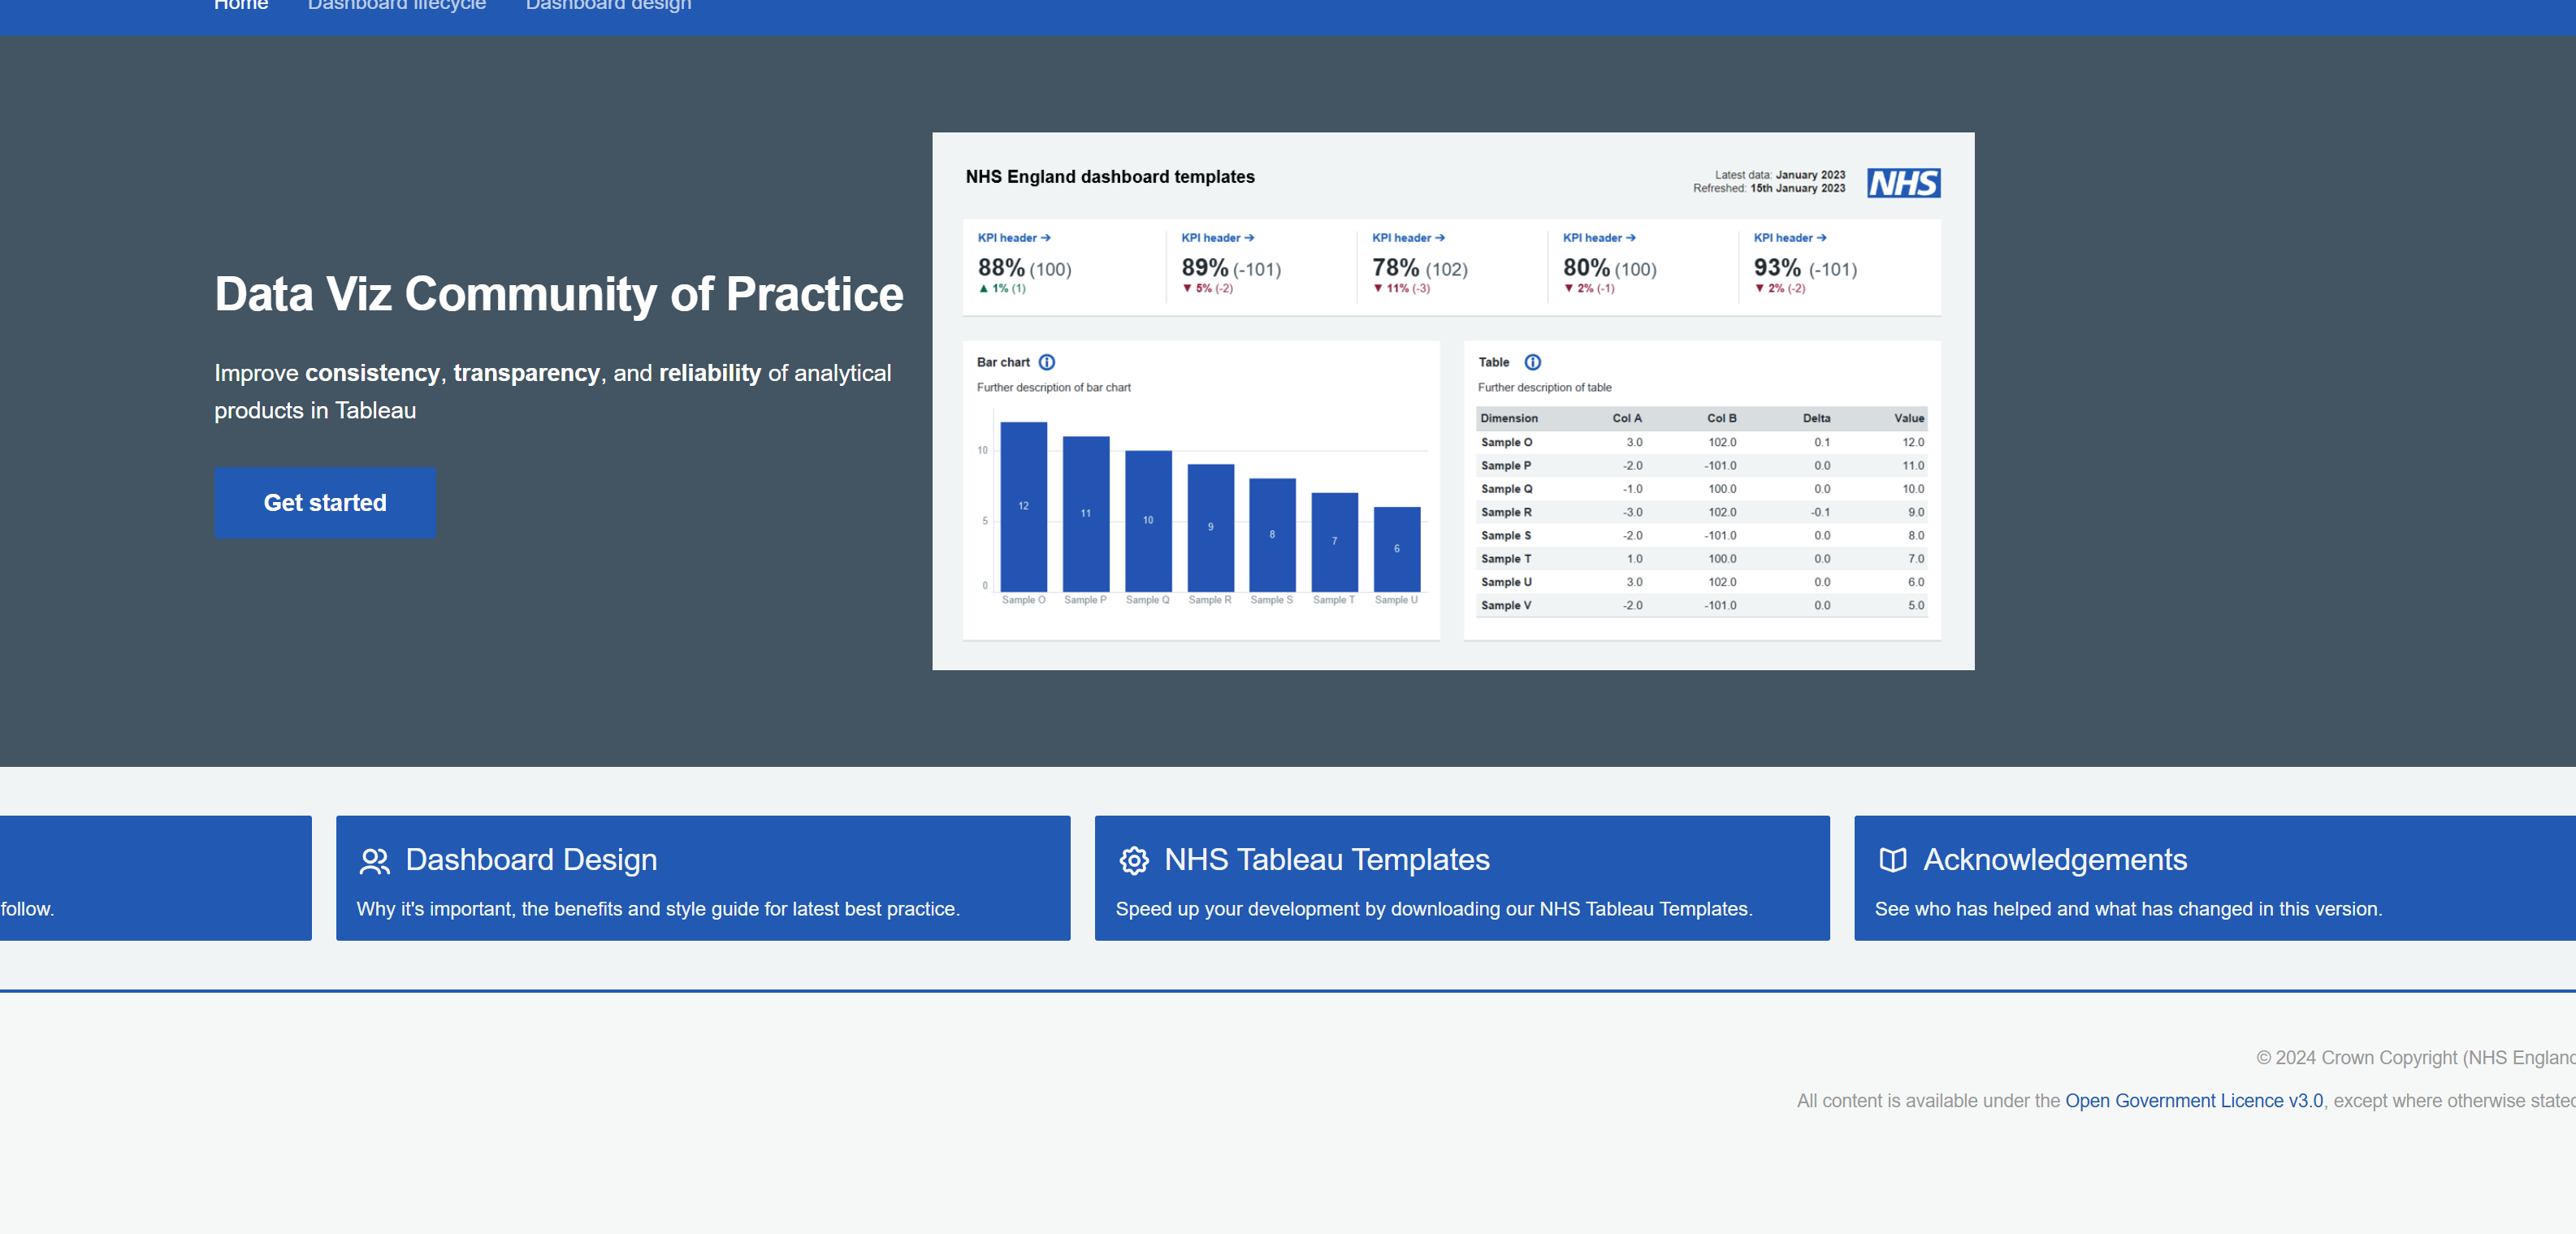 Home Dashboard lifecycle Dashboard design
Data Viz Community of Practice
Improve consistency, transparency, and reliability of analytical
products in Tableau
Get started
NHS England dashboard templates
Latest data: January 2023
Refreshed: 15th January 2023
NHS
KPI header → KPI header → KPI header → KPI header → KPI header →
88% (100) 89% (-101) 78% (102) 80% (100) 93% (-101)
▲ 1% (1) ▼ 5% (-2) ▼ 11% (-3) ▼ 2% (-1) ▼ 2% (-2)
Bar chart
Further description of bar chart
10
5
0
12 11 10 9 8 7 6
Sample O Sample P Sample Q Sample R Sample S Sample T Sample U
Table
Further description of table
Dimension Col A Col B Delta Value
Sample O 3.0 102.0 0.1 12.0
Sample P -2.0 -101.0 0.0 11.0
Sample Q -1.0 100.0 0.0 10.0
Sample R -3.0 102.0 -0.1 9.0
Sample S -2.0 -101.0 0.0 8.0
Sample T 1.0 100.0 0.0 7.0
Sample U 3.0 102.0 0.0 6.0
Sample V -2.0 -101.0 0.0 5.0
follow.
Dashboard Design
Why it's important, the benefits and style guide for latest best practice.
NHS Tableau Templates
Speed up your development by downloading our NHS Tableau Templates.
Acknowledgements
See who has helped and what has changed in this version.
© 2024 Crown Copyright (NHS England
All content is available under the Open Government Licence v3.0, except where otherwise stated